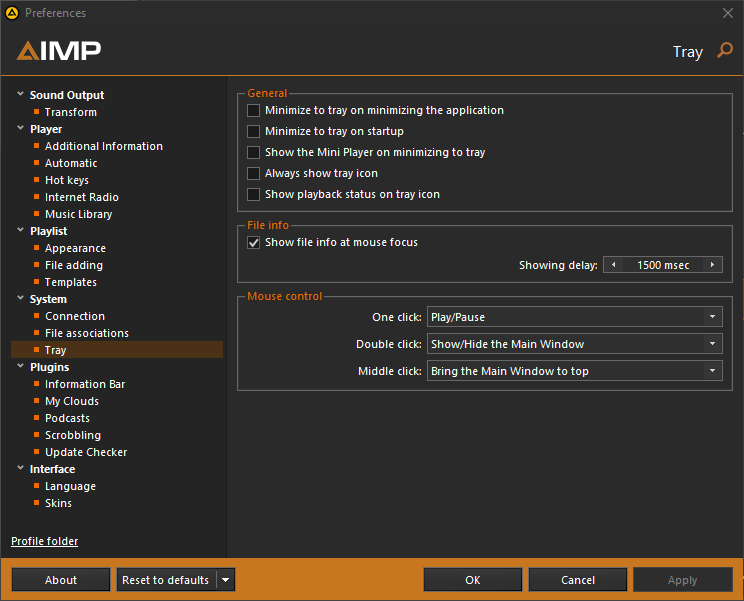 Preferences
AIMP
Tray
Sound Output
Transform
Player
Additional Information
Automatic
Hot keys
Internet Radio
Music Library
Playlist
Appearance
File adding
Templates
System
Connection
File associations
Tray
Plugins
Information Bar
My Clouds
Podcasts
Scrobbling
Update Checker
Interface
Language
Skins
Profile folder
General
Minimize to tray on minimizing the application
Minimize to tray on startup
Show the Mini Player on minimizing to tray
Always show tray icon
Show playback status on tray icon
File info
Show file info at mouse focus
Showing delay: 1500 msec
Mouse control
One click: Play/Pause
Double click: Show/Hide the Main Window
Middle click: Bring the Main Window to top
About Reset to defaults OK Cancel Apply